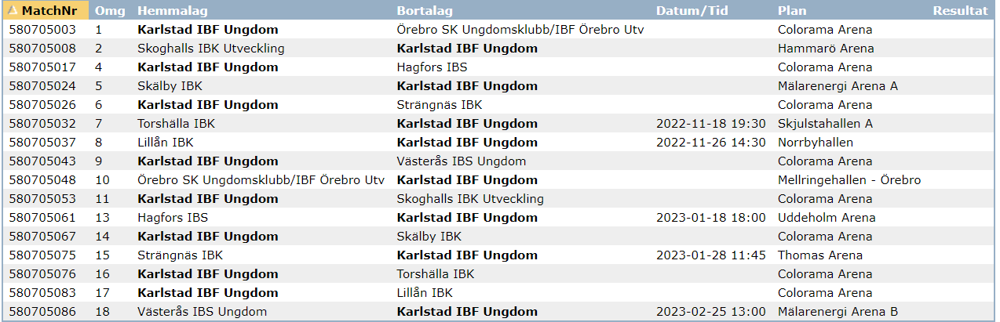 MatchNr Omg Hemmalag Bortalag Datum/Tid Plan Resultat
580705003 1 Karlstad IBF Ungdom Örebro SK Ungdomsklubb/IBF Örebro Utv Colorama Arena
580705008 2 Skoghalls IBK Utveckling Karlstad IBF Ungdom Hammarö Arena
580705017 4 Karlstad IBF Ungdom Hagfors IBS Colorama Arena
580705024 5 Skälby IBK Karlstad IBF Ungdom Mälarenergi Arena A
580705026 6 Karlstad IBF Ungdom Strängnäs IBK Colorama Arena
580705032 7 Torshälla IBK Karlstad IBF Ungdom 2022-11-18 19:30 Skjulstahallen A
580705037 8 Lillån IBK Karlstad IBF Ungdom 2022-11-26 14:30 Norrbyhallen
580705043 9 Karlstad IBF Ungdom Västerås IBS Ungdom Colorama Arena
580705048 10 Örebro SK Ungdomsklubb/IBF Örebro Utv Karlstad IBF Ungdom Mellringehallen - Örebro
580705053 11 Karlstad IBF Ungdom Skoghalls IBK Utveckling Colorama Arena
580705061 13 Hagfors IBS Karlstad IBF Ungdom 2023-01-18 18:00 Uddeholm Arena
580705067 14 Karlstad IBF Ungdom Skälby IBK Colorama Arena
580705075 15 Strängnäs IBK Karlstad IBF Ungdom 2023-01-28 11:45 Thomas Arena
580705076 16 Karlstad IBF Ungdom Torshälla IBK Colorama Arena
580705083 17 Karlstad IBF Ungdom Lillån IBK Colorama Arena
580705086 18 Västerås IBS Ungdom Karlstad IBF Ungdom 2023-02-25 13:00 Mälarenergi Arena B